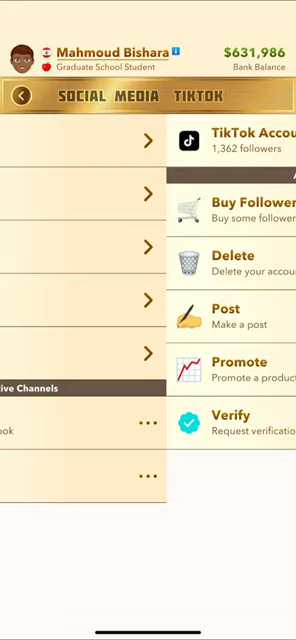 Mahmoud Bishara
$631,986
Graduate School Student
Bank Balance
SOCIAL MEDIA TIKTOK
TikTok Accou
1,362 followers
A
Buy Follower
Buy some follower
Delete
Delete your accou
Post
Make a post
Promote
Promote a product
ive Channels
Verify
Request verificatio
ook